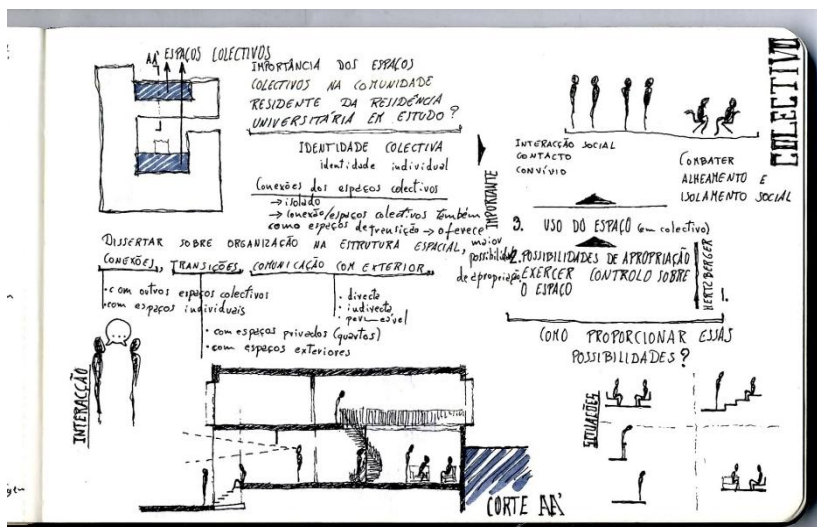 AA' ESPAÇOS COLECTIVOS
IMPORTÂNCIA DOS ESPAÇOS
COLECTIVOS NA COMUNIDADE
RESIDENTE DA RESIDÊNCIA
UNIVERSITÁRIA EM ESTUDO?
IDENTIDADE COLECTIVA
identidade individual
Conexões dos espaços colectivos
→ isolado
→ conexão/espaços colectivos também
como espaços de transição → oferece
maior
possibilidade
de apropriação
DISSERTAR SOBRE ORGANIZAÇÃO NA ESTRUTURA ESPACIAL,
CONEXÕES, TRANSIÇÕES, COMUNICAÇÃO COM EXTERIOR
• com outros espaços colectivos
• com espaços individuais
• com espaços privados (quartos)
• com espaços exteriores
• directa
• indirecta
permeável
INTERACÇÃO
CORTE AA'
COLECTIVO
INTERACÇÃO SOCIAL
CONTACTO
CONVÍVIO
COMBATER
ALHEAMENTO E
ISOLAMENTO SOCIAL
IMPORTANTE
3. USO DO ESPAÇO (em colectivo)
2. POSSIBILIDADES DE APROPRIAÇÃO
EXERCER CONTROLO SOBRE
O ESPAÇO
HERTZBERGER
1.
COMO PROPORCIONAR ESSAS
POSSIBILIDADES?
SITUAÇÕES